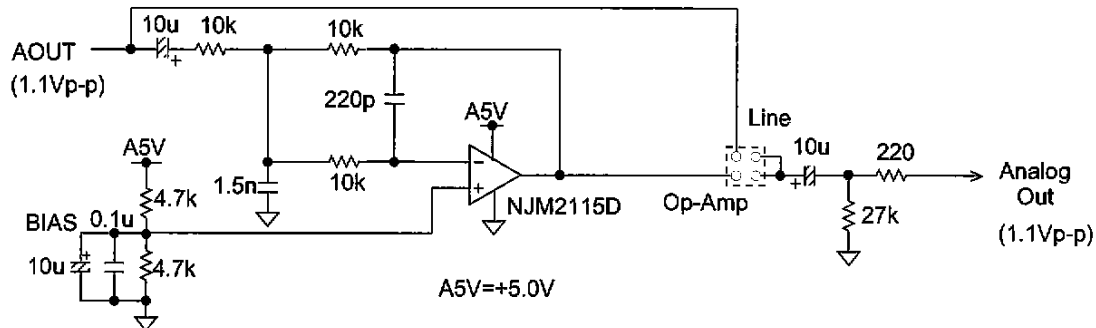 10u
10k
10k
AOUT
(1.1Vp-p)
220p
A5V
Line
A5V
10k
10u
220
1.5n
Analog
Out
4.7k
NJM2115D
Op-Amp
BIAS
0.1u
27k
(1.1Vp-p)
10u
4.7k
A5V=+5.0V
+
+
+
+
-